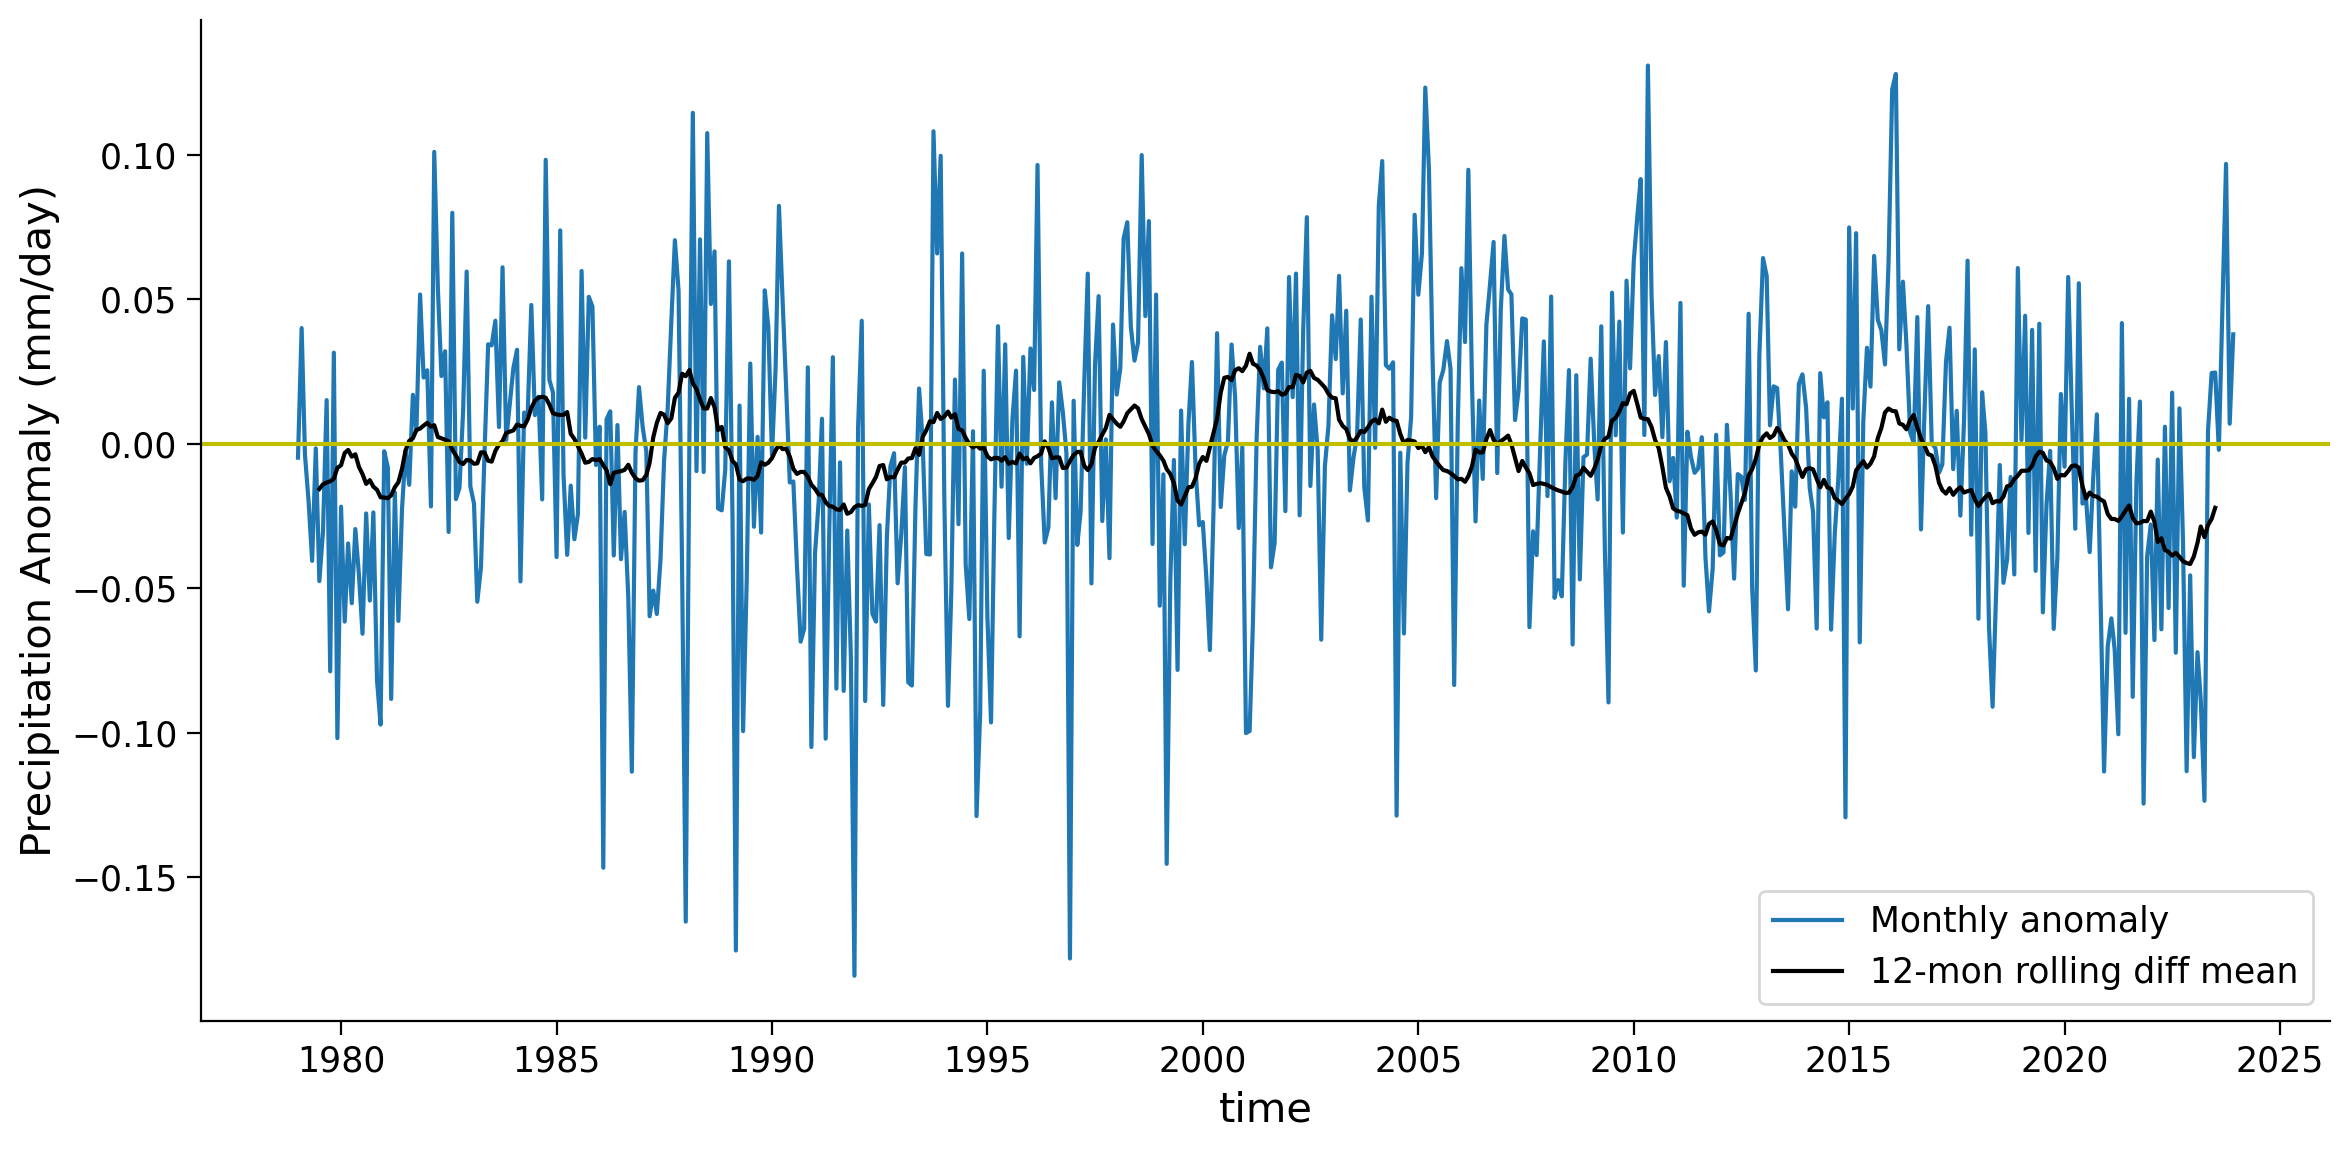 Precipitation Anomaly (mm/day)
0.10
0.05
0.00
−0.05
−0.10
−0.15
Monthly anomaly
12-mon rolling diff mean
1980 1985 1990 1995 2000 2005 2010 2015 2020 2025
time